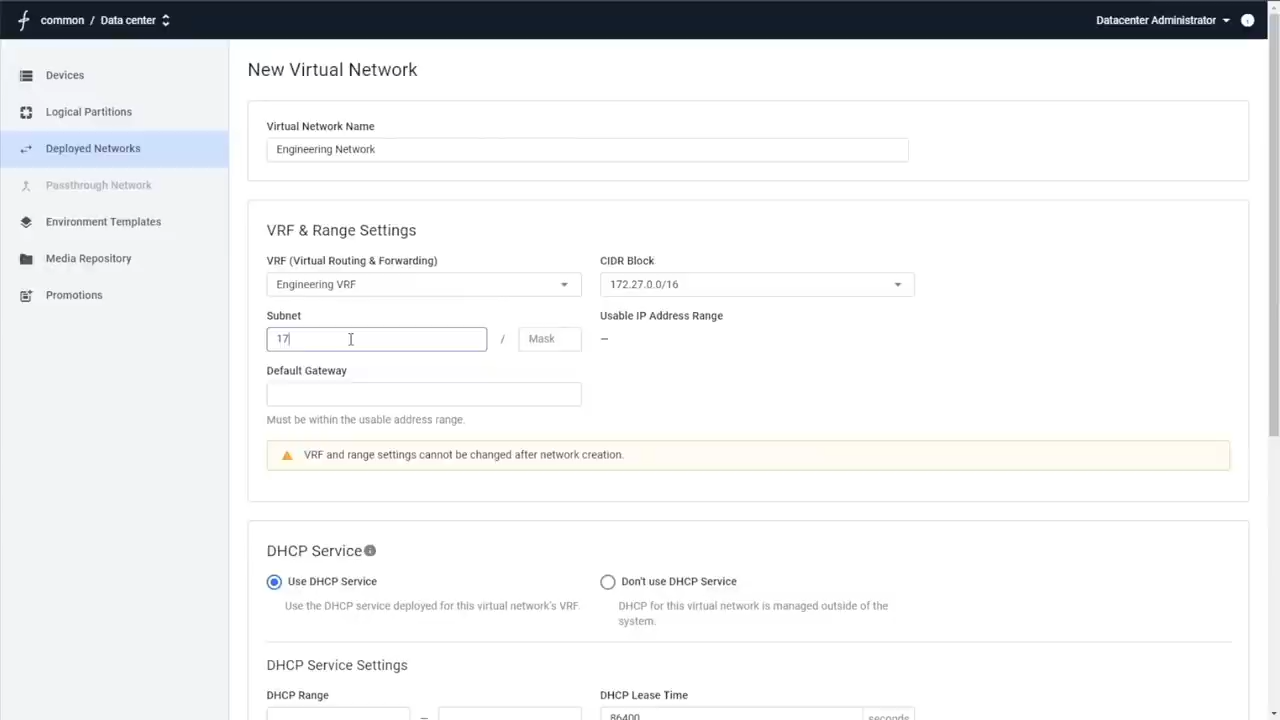 common / Data center
Datacenter Administrator
Devices
Logical Partitions
Deployed Networks
Passthrough Network
Environment Templates
Media Repository
Promotions
New Virtual Network
Virtual Network Name
Engineering Network
VRF & Range Settings
VRF (Virtual Routing & Forwarding)
CIDR Block
Engineering VRF
172.27.0.0/16
Subnet
Usable IP Address Range
17
/
Mask
–
Default Gateway
Must be within the usable address range.
VRF and range settings cannot be changed after network creation.
DHCP Service
Use DHCP Service
Don't use DHCP Service
Use the DHCP service deployed for this virtual network's VRF.
DHCP for this virtual network is managed outside of the
system.
DHCP Service Settings
DHCP Range
DHCP Lease Time
–
86400
seconds